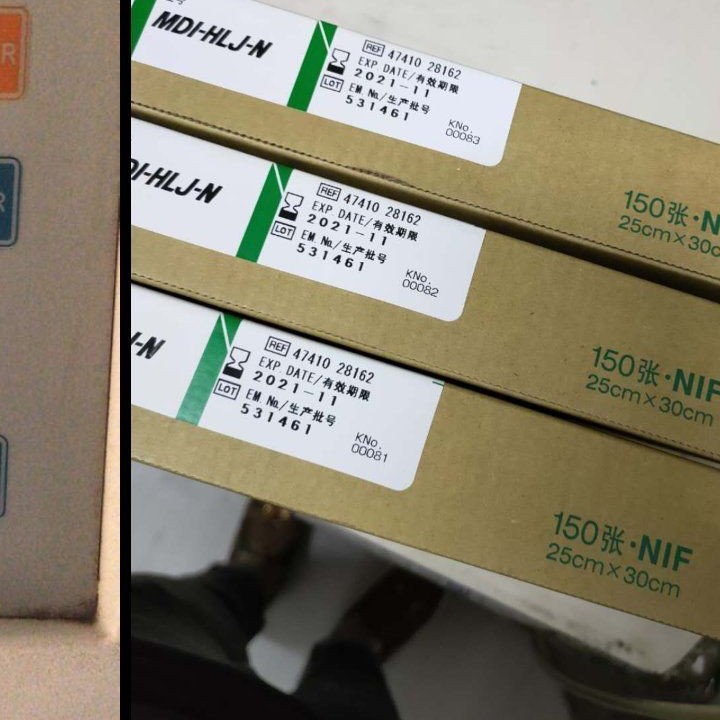 R
R
号
MDI-HLJ-N
REF 47410 28162
EXP. DATE/有效期限
2021-11
LOT EM. No./生产批号
531461
KNo.
00083
150张·N
25cm×30c
DI-HLJ-N
REF 47410 28162
EXP. DATE/有效期限
2021-11
LOT EM. No./生产批号
531461
KNo.
00082
150张·NIF
25cm×30cm
I-N
REF 47410 28162
EXP. DATE/有效期限
2021-11
LOT EM. No./生产批号
531461
KNo.
00081
150张·NIF
25cm×30cm